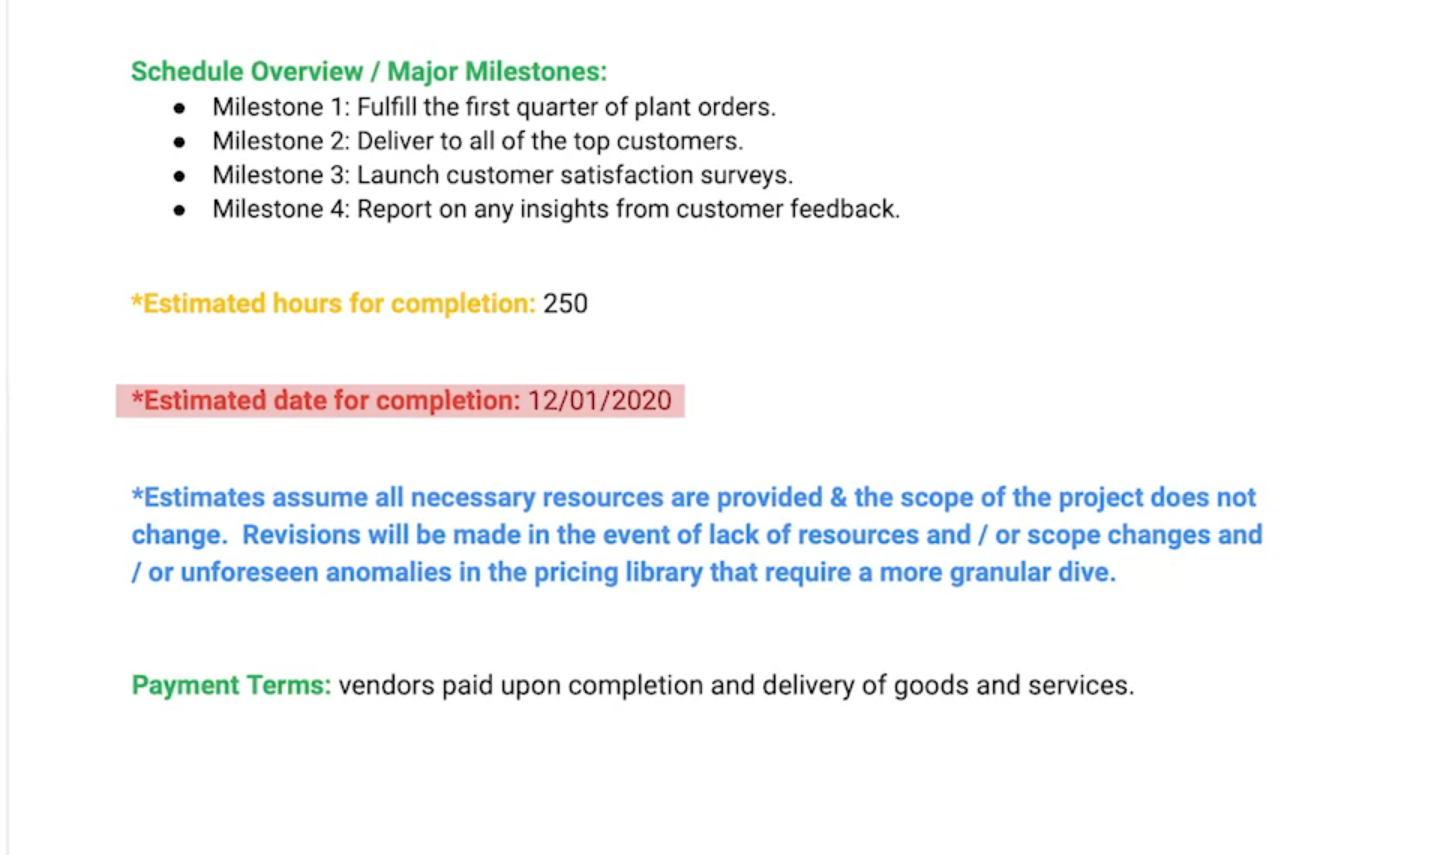 Schedule Overview / Major Milestones:
● Milestone 1: Fulfill the first quarter of plant orders.
● Milestone 2: Deliver to all of the top customers.
● Milestone 3: Launch customer satisfaction surveys.
● Milestone 4: Report on any insights from customer feedback.
*Estimated hours for completion: 250
*Estimated date for completion: 12/01/2020
*Estimates assume all necessary resources are provided & the scope of the project does not
change.  Revisions will be made in the event of lack of resources and / or scope changes and
/ or unforeseen anomalies in the pricing library that require a more granular dive.
Payment Terms: vendors paid upon completion and delivery of goods and services.